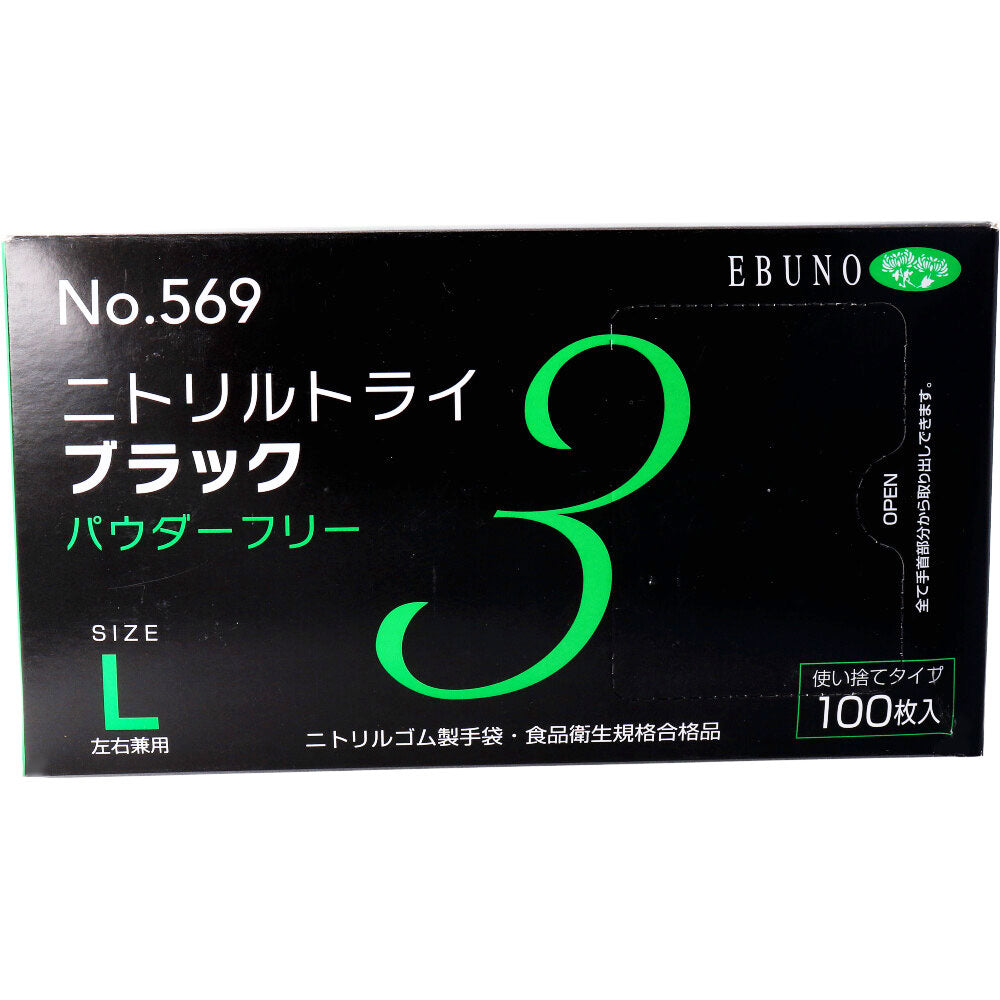 EBUNO
No.569
ニトリルトライ
ブラック
パウダーフリー
3
SIZE
L
左右兼用
ニトリルゴム製手袋・食品衛生規格合格品
OPEN
全て手首部分から取り出しできます。
使い捨てタイプ
100枚入